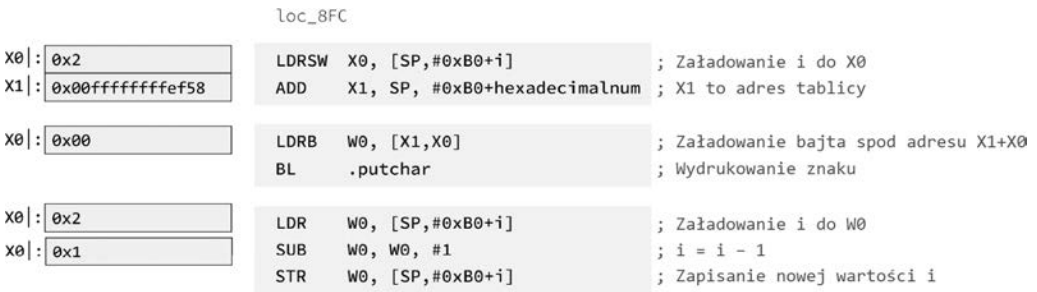 loc_8FC
X0|: 0x2 LDRSW X0, [SP,#0xB0+i] ; Załadowanie i do X0
X1|: 0x00ffffffffef58 ADD X1, SP, #0xB0+hexadecimalnum ; X1 to adres tablicy
X0|: 0x00 LDRB W0, [X1,X0] ; Załadowanie bajta spod adresu X1+X0
BL .putchar ; Wydrukowanie znaku
X0|: 0x2 LDR W0, [SP,#0xB0+i] ; Załadowanie i do W0
X0|: 0x1 SUB W0, W0, #1 ; i = i – 1
STR W0, [SP,#0xB0+i] ; Zapisanie nowej wartości i